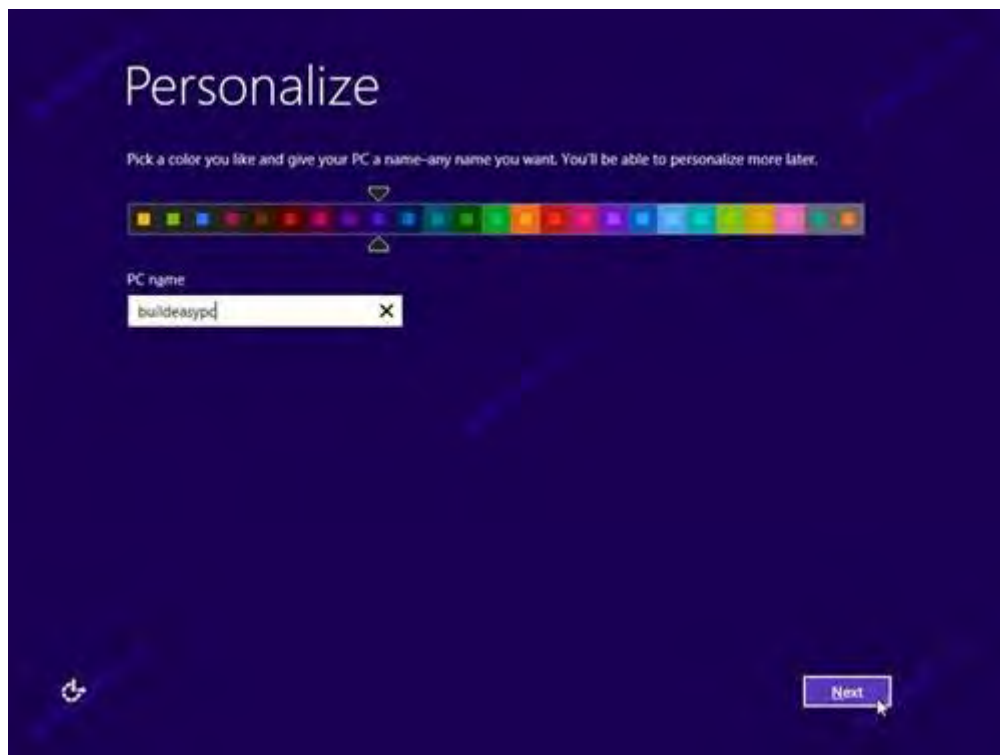 Personalize
Pick a color you like and give your PC a name-any name you want. You'll be able to personalize more later.
PC name
buildeasypc
Next